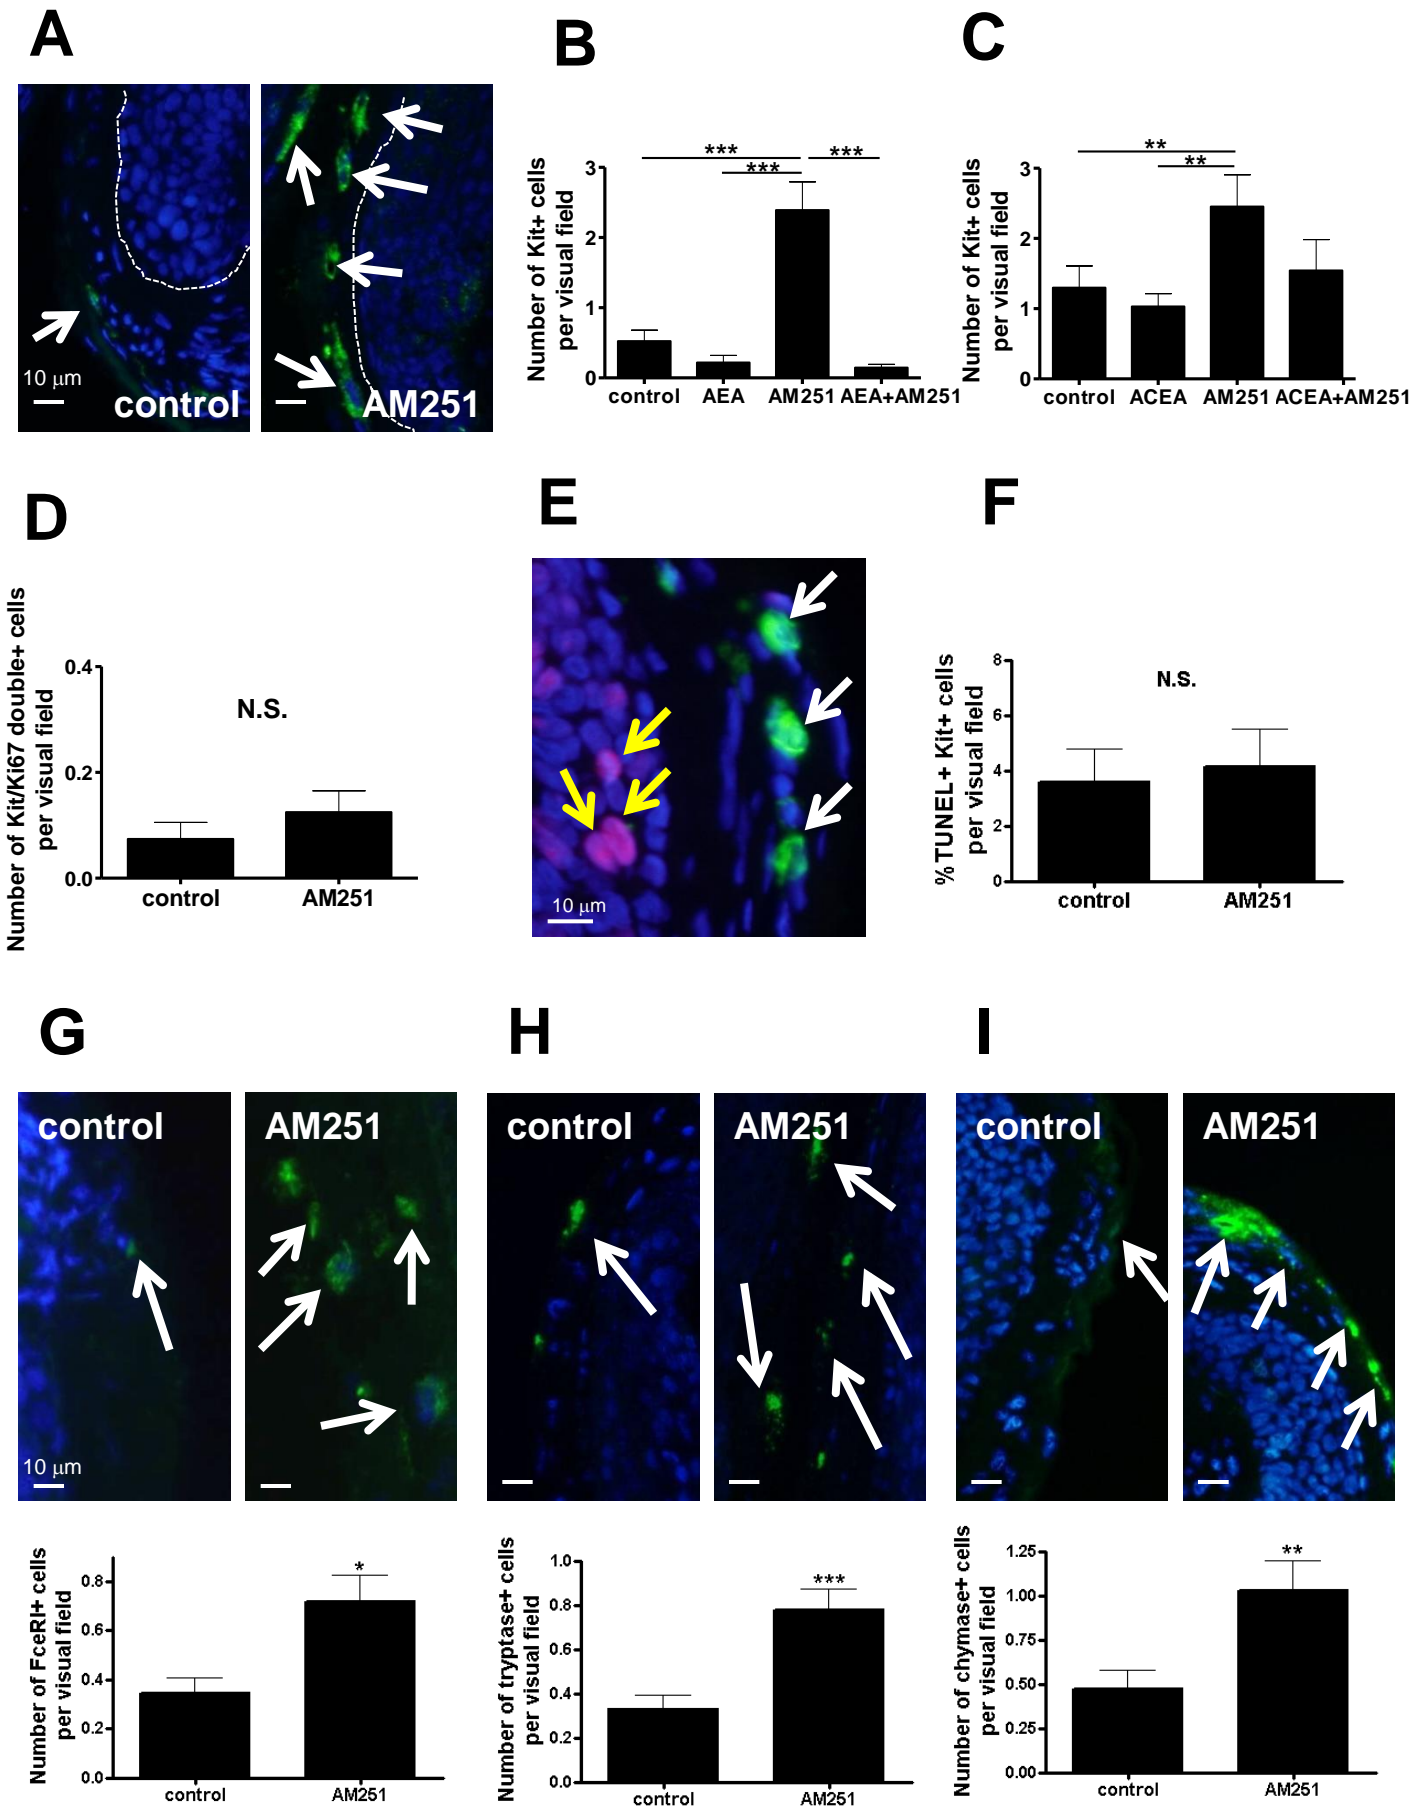 A
control
10 μm
AM251
B
Number of Kit+ cells
per visual field
3
2
1
0
***
***
***
control AEA AM251 AEA+AM251
C
Number of Kit+ cells
per visual field
3
2
1
0
**
**
control ACEA AM251 ACEA+AM251
D
Number of Kit/Ki67 double+ cells
per visual field
0.4
0.2
0.0
N.S.
control AM251
E
10 μm
F
% TUNEL+ Kit+ cells
per visual field
8
6
4
2
0
N.S.
control AM251
G
control
10 μm
AM251
Number of FceRI+ cells
per visual field
0.8
0.6
0.4
0.2
0.0
*
control AM251
H
control
AM251
Number of tryptase+ cells
per visual field
1.0
0.8
0.6
0.4
0.2
0.0
***
control AM251
I
control
AM251
Number of chymase+ cells
per visual field
1.25
1.00
0.75
0.50
0.25
0.00
**
control AM251